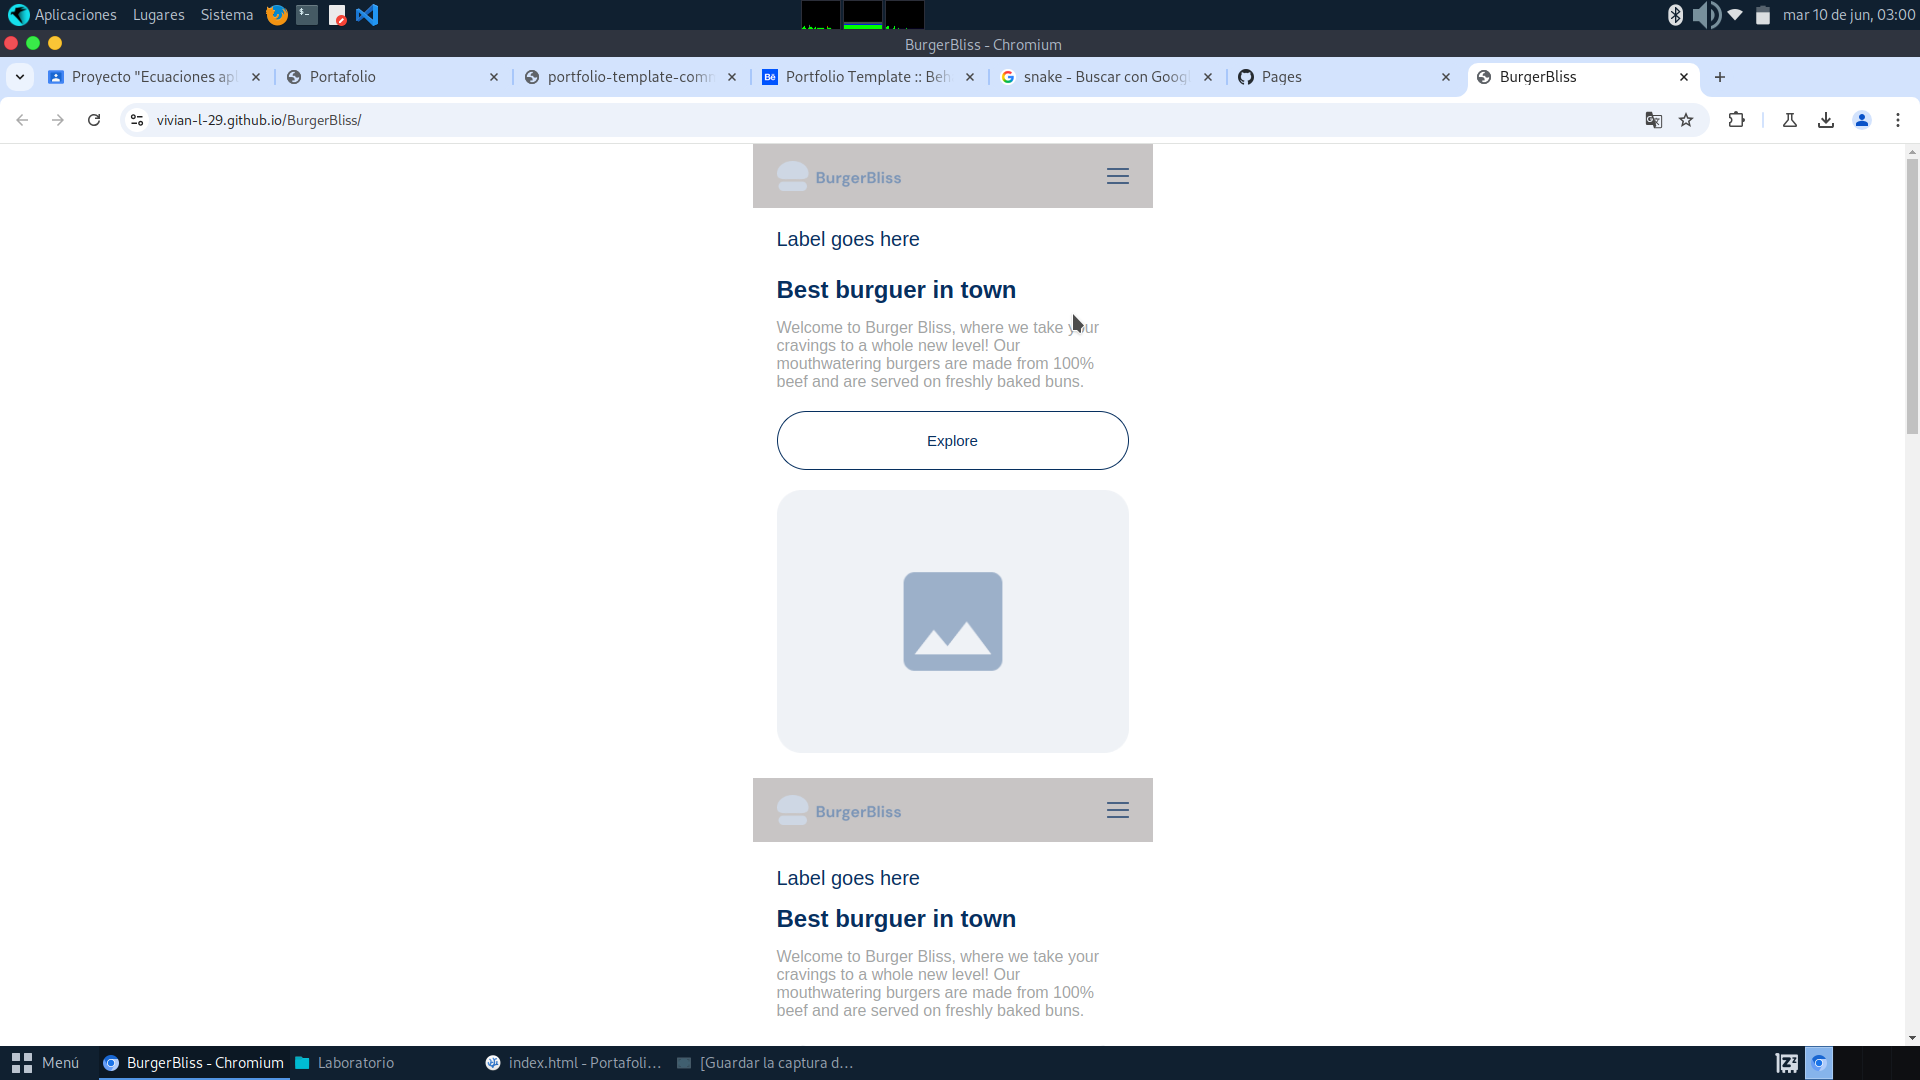 Aplicaciones Lugares Sistema mar 10 de jun, 03:00
BurgerBliss - Chromium
Proyecto "Ecuaciones ap Portafolio portfolio-template-com Portfolio Template :: Beh snake - Buscar con Goog Pages BurgerBliss
vivian-l-29.github.io/BurgerBliss/
BurgerBliss
Label goes here
Best burguer in town
Welcome to Burger Bliss, where we take your
cravings to a whole new level! Our
mouthwatering burgers are made from 100%
beef and are served on freshly baked buns.
Explore
BurgerBliss
Label goes here
Best burguer in town
Welcome to Burger Bliss, where we take your
cravings to a whole new level! Our
mouthwatering burgers are made from 100%
beef and are served on freshly baked buns.
Menú BurgerBliss - Chromium Laboratorio index.html - Portafoli... [Guardar la captura d...